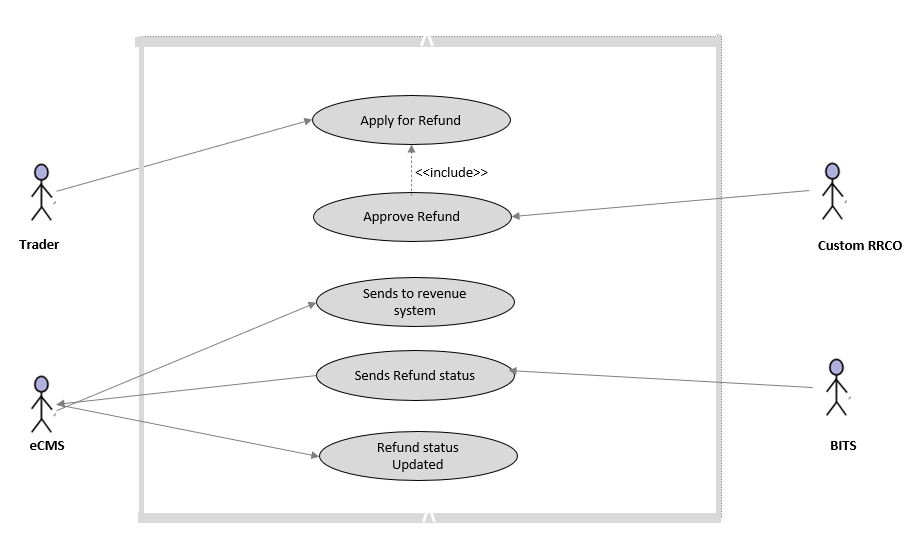 Apply for Refund
<<include>>
Approve Refund
Trader
Custom RRCO
Sends to revenue
system
Sends Refund status
eCMS
BITS
Refund status
Updated